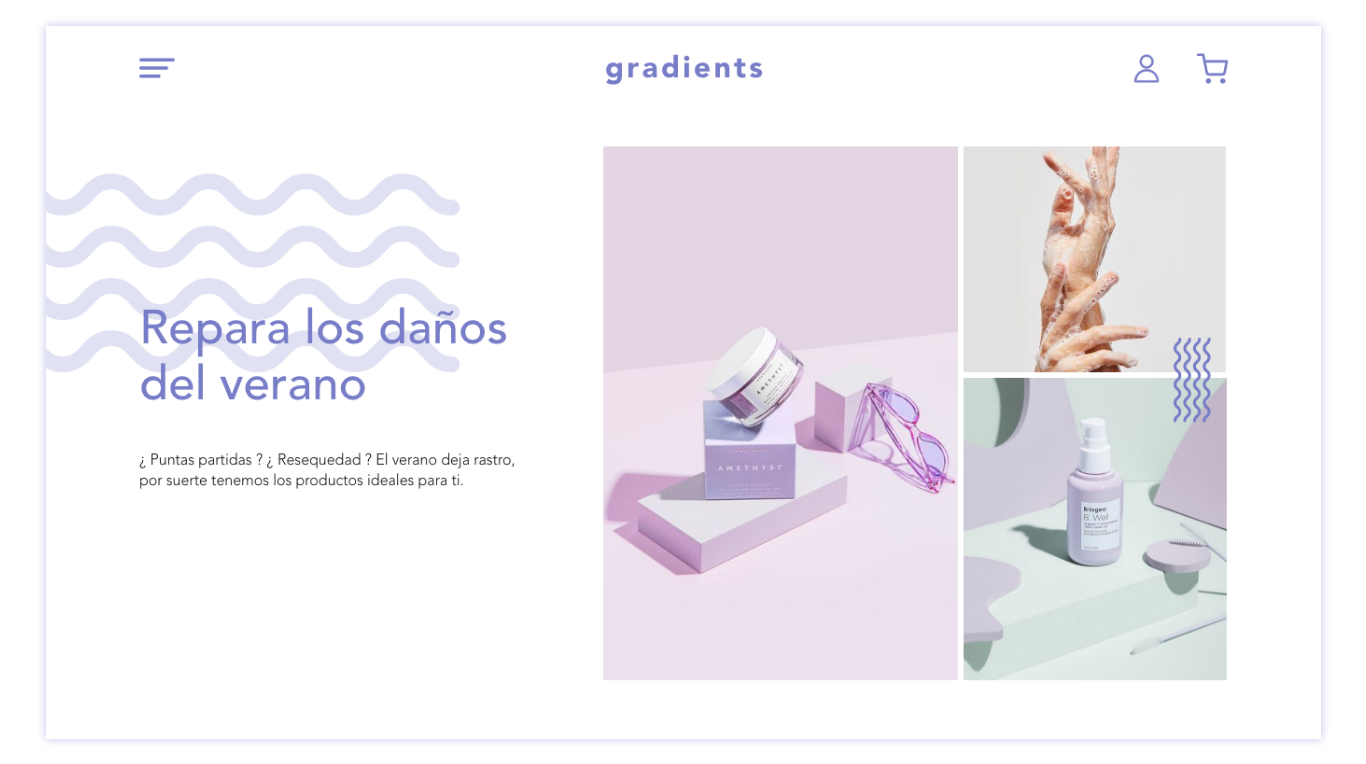 gradients
Repara los daños
del verano
¿ Puntas partidas ? ¿ Resequedad ? El verano deja rastro,
por suerte tenemos los productos ideales para ti.
AMETHYST
AMETHYST
Briogeo
B. Well